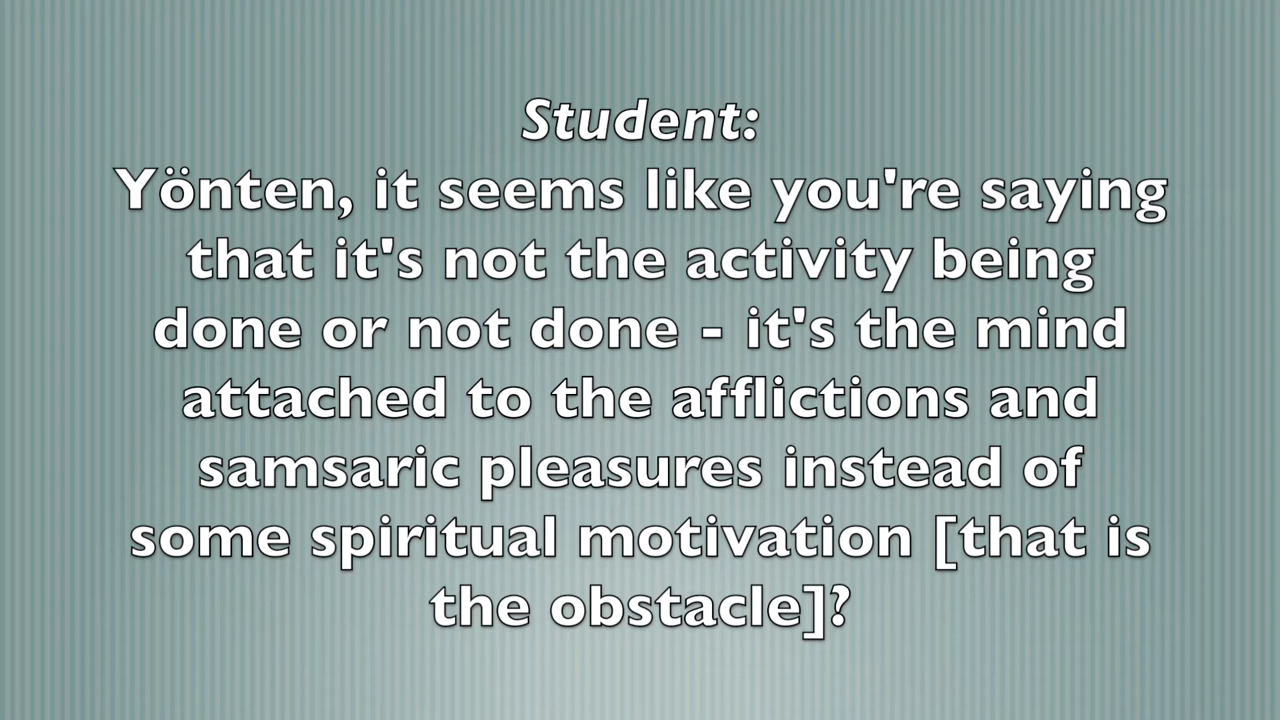 Student:
Yönten, it seems like you're saying
that it's not the activity being
done or not done - it's the mind
attached to the afflictions and
samsaric pleasures instead of
some spiritual motivation [that is
the obstacle]?